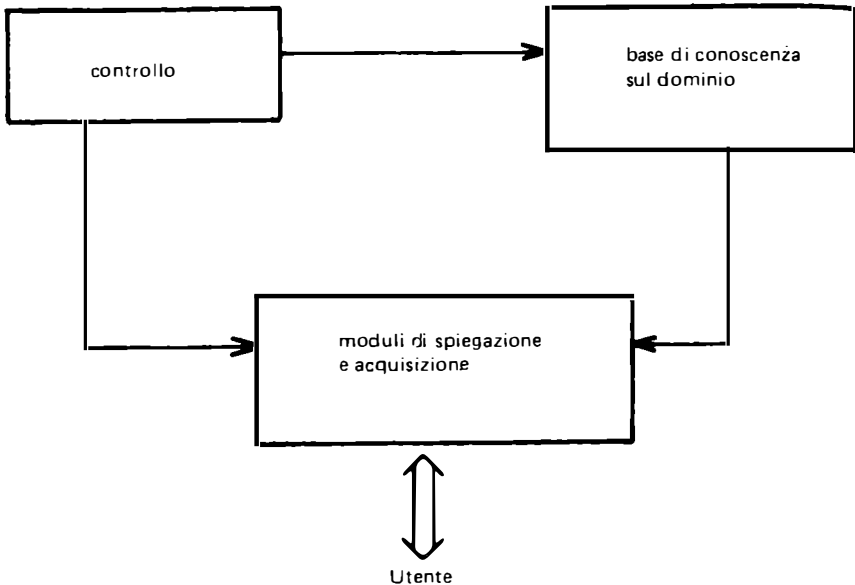 controllo
base di conoscenza
sul dominio
moduli di spiegazione
e acquisizione
Utente